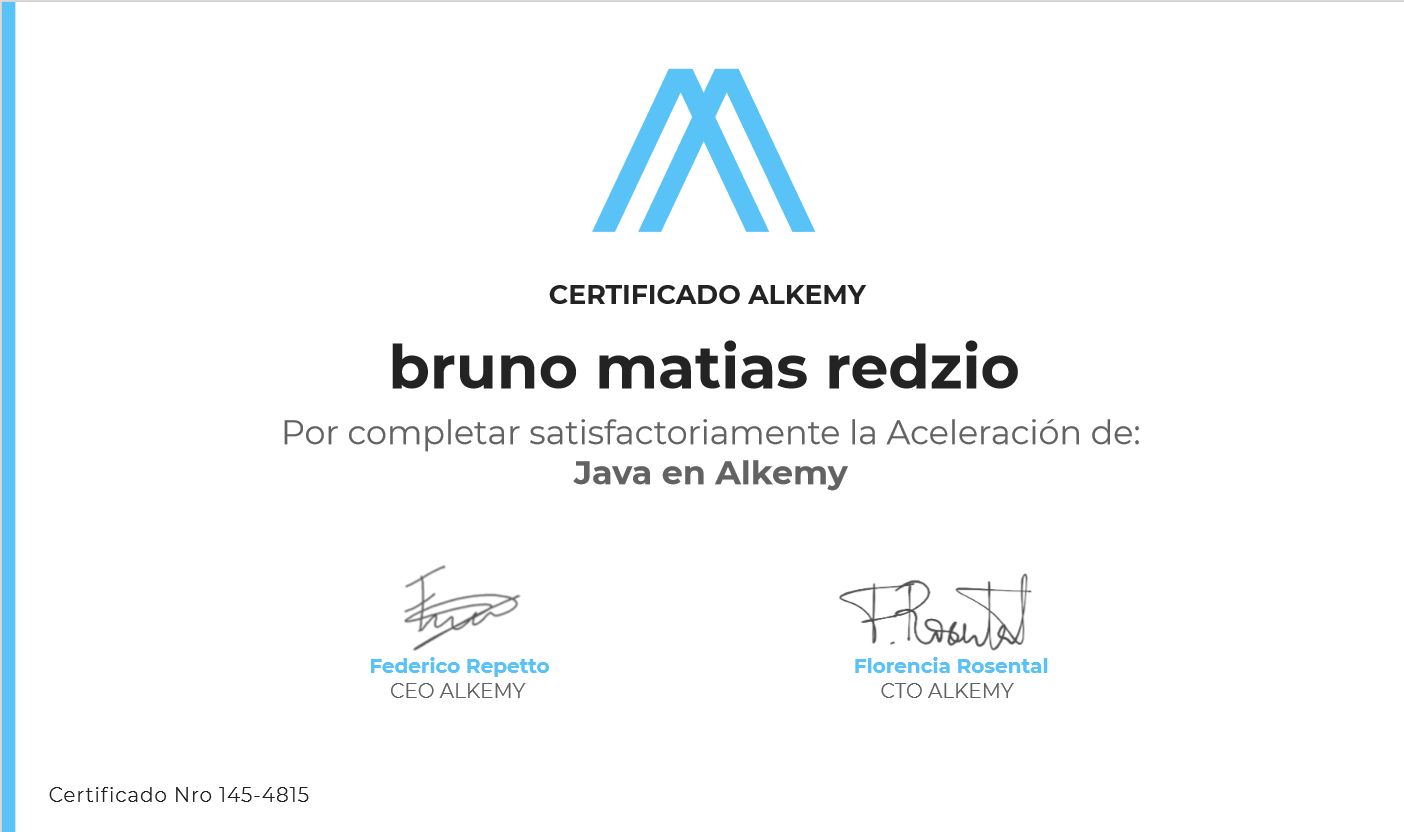 CERTIFICADO ALKEMY
bruno matias redzio
Por completar satisfactoriamente la Aceleración de:
Java en Alkemy
F. Rosental
Federico Repetto
Florencia Rosental
CEO ALKEMY
CTO ALKEMY
Certificado Nro 145-4815